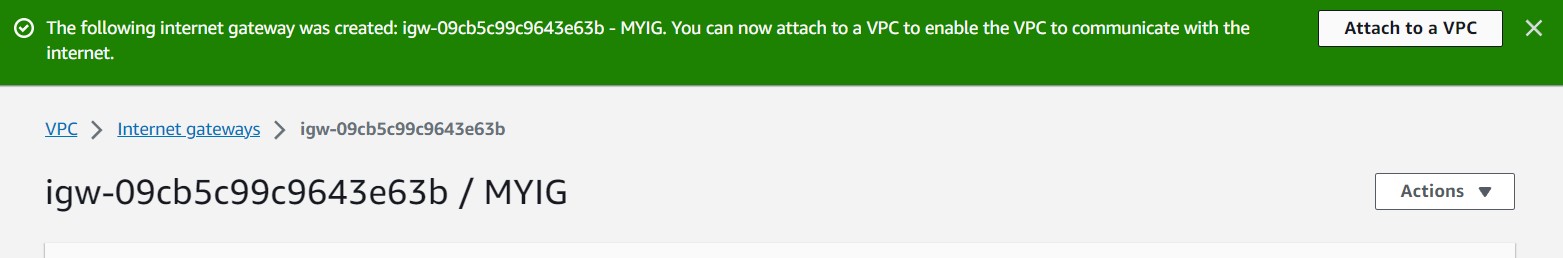 The following internet gateway was created: igw-09cb5c99c9643e63b - MYIG. You can now attach to a VPC to enable the VPC to communicate with the
internet.
Attach to a VPC
VPC > Internet gateways > igw-09cb5c99c9643e63b
igw-09cb5c99c9643e63b / MYIG
Actions